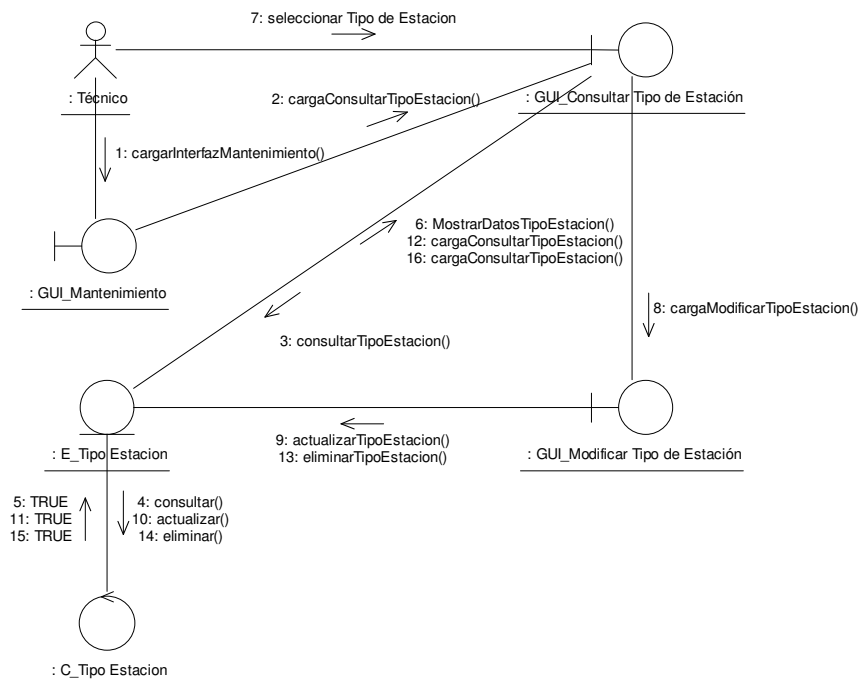 7: seleccionar Tipo de Estacion
: Técnico
2: cargaConsultarTipoEstacion()
: GUI_Consultar Tipo de Estación
1: cargarInterfazMantenimiento()
6: MostrarDatosTipoEstacion()
12: cargaConsultarTipoEstacion()
16: cargaConsultarTipoEstacion()
: GUI_Mantenimiento
8: cargaModificarTipoEstacion()
3: consultarTipoEstacion()
9: actualizarTipoEstacion()
13: eliminarTipoEstacion()
: E_Tipo Estacion
: GUI_Modificar Tipo de Estación
5: TRUE
11: TRUE
15: TRUE
4: consultar()
10: actualizar()
14: eliminar()
: C_Tipo Estacion